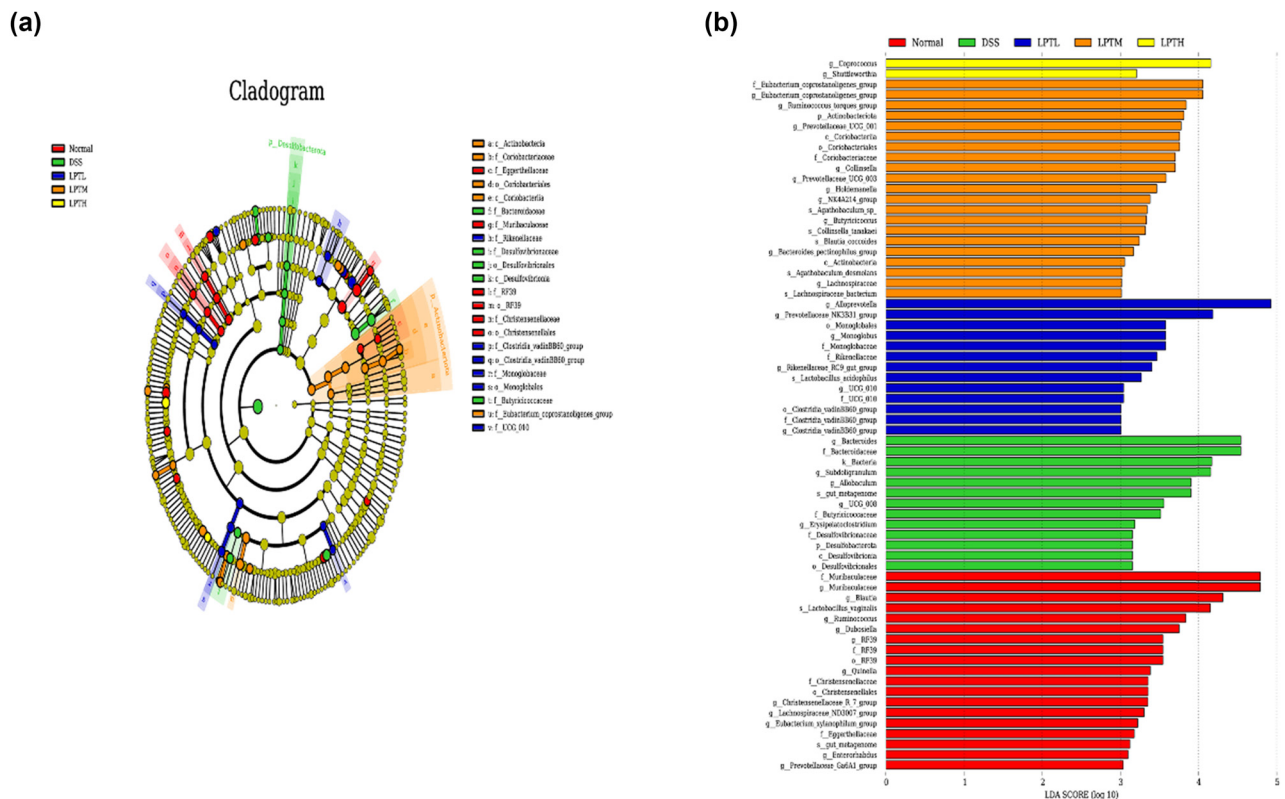 (a)
Cladogram
Normal
DSS
LPTL
LPTM
LPTH
p_Desulfobacterota
p_Actinobacteriota
a: c_Actinobacteria
b: f_Coriobacteriaceae
c: f_Eggerthellaceae
d: o_Coriobacteriales
e: c_Coriobacteriia
f: f_Bacteroidaceae
g: f_Muribaculaceae
h: f_Rikenellaceae
i: f_Desulfovibrionaceae
j: o_Desulfovibrionales
k: c_Desulfovibrionia
l: f_RF39
m: o_RF39
n: f_Christensenellaceae
o: o_Christensenellales
p: f_Clostridia_vadinBB60_group
q: o_Clostridia_vadinBB60_group
r: f_Monoglobaceae
s: o_Monoglobales
t: f_Butyricicoccaceae
u: f_Eubacterium_coprostanoligenes_group
v: f_UCG_010
(b)
Normal DSS LPTL LPTM LPTH
g_Coprococcus
g_Shuttleworthia
f_Eubacterium_coprostanoligenes_group
g_Eubacterium_coprostanoligenes_group
g_Ruminococcus_torques_group
p_Actinobacteriota
g_Prevotellaceae_UCG_001
c_Coriobacteriia
o_Coriobacteriales
f_Coriobacteriaceae
g_Collinsella
g_Prevotellaceae_UCG_003
g_Holdemanella
g_NK4A214_group
s_Agathobaculum_sp_
g_Butyricicoccus
s_Collinsella_tanakaei
s_Blautia_coccoides
g_Bacteroides_pectinophilus_group
c_Actinobacteria
s_Agathobaculum_desmolans
g_Lachnospiraceae
s_Lachnospiraceae_bacterium
g_Alloprevotella
g_Prevotellaceae_NK3B31_group
o_Monoglobales
g_Monoglobus
f_Monoglobaceae
f_Rikenellaceae
g_Rikenellaceae_RC9_gut_group
s_Lactobacillus_acidophilus
g_UCG_010
f_UCG_010
o_Clostridia_vadinBB60_group
f_Clostridia_vadinBB60_group
g_Clostridia_vadinBB60_group
g_Bacteroides
f_Bacteroidaceae
k_Bacteria
g_Subdoligranulum
g_Allobaculum
s_gut_metagenome
g_UCG_008
f_Butyricicoccaceae
g_Erysipelatoclostridium
f_Desulfovibrionaceae
p_Desulfobacterota
c_Desulfovibrionia
o_Desulfovibrionales
f_Muribaculaceae
g_Muribaculaceae
g_Blautia
s_Lactobacillus_vaginalis
g_Ruminococcus
g_Dubosiella
g_RF39
f_RF39
o_RF39
g_Quinella
f_Christensenellaceae
o_Christensenellales
g_Christensenellaceae_R_7_group
g_Lachnospiraceae_ND3007_group
g_Eubacterium_xylanophilum_group
f_Eggerthellaceae
s_gut_metagenome
g_Enterorhabdus
g_Prevotellaceae_Ga6A1_group
0 1 2 3 4 5
LDA SCORE (log 10)